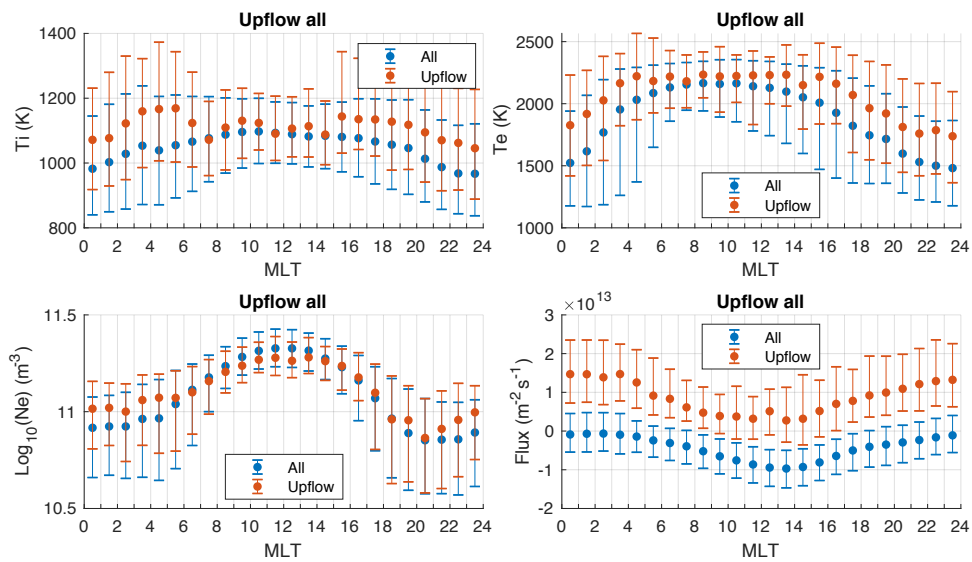 Upflow all
1400
1200
1000
800
Ti (K)
All
Upflow
0 2 4 6 8 10 12 14 16 18 20 22 24
MLT
Upflow all
2500
2000
1500
1000
Te (K)
All
Upflow
0 2 4 6 8 10 12 14 16 18 20 22 24
MLT
Upflow all
11.5
11
10.5
Log10(Ne) (m^3)
All
Upflow
0 2 4 6 8 10 12 14 16 18 20 22 24
MLT
Upflow all
×10^13
3
2
1
0
-1
-2
Flux (m^-2 s^-1)
All
Upflow
0 2 4 6 8 10 12 14 16 18 20 22 24
MLT